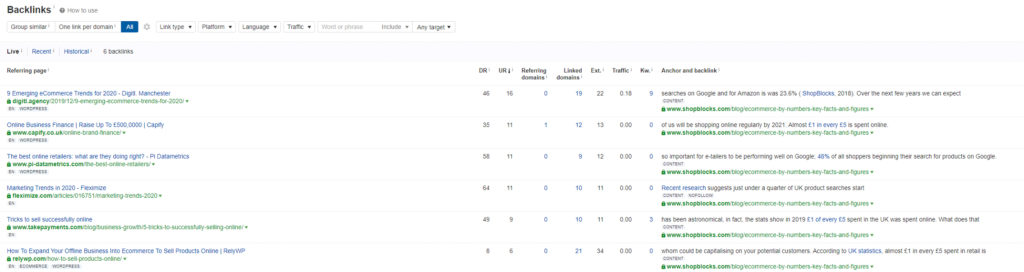 Backlinks How to use
Group similar One link per domain All Link type Platform Language Traffic Word or phrase Include Any target
Live Recent Historical 6 backlinks
Referring page DR UR Referring domains Linked domains Ext. Traffic Kw. Anchor and backlink
9 Emerging eCommerce Trends for 2020 - Digitl. Manchester 46 16 0 19 22 0.18 9 searches on Google and for Amazon is was 23.6% ( ShopBlocks, 2018). Over the next few years we can expect
digitl.agency/2019/12/9-emerging-ecommerce-trends-for-2020/ CONTENT
EN WORDPRESS www.shopblocks.com/blog/ecommerce-by-numbers-key-facts-and-figures
Online Business Finance | Raise Up To £500,0000 | Capify 35 11 1 12 13 0.00 0 of us will be shopping online regularly by 2021. Almost £1 in every £5 is spent online.
www.capify.co.uk/online-brand-finance/ CONTENT
EN WORDPRESS www.shopblocks.com/blog/ecommerce-by-numbers-key-facts-and-figures
The best online retailers: what are they doing right? - Pi Datametrics 58 11 0 9 12 0.00 0 so important for e-tailers to be performing well on Google; 46% of all shoppers beginning their search for products on Google.
www.pi-datametrics.com/the-best-online-retailers/ CONTENT
EN WORDPRESS www.shopblocks.com/blog/ecommerce-by-numbers-key-facts-and-figures
Marketing Trends in 2020 - Fleximize 64 11 0 10 11 0.00 0 Recent research suggests just under a quarter of UK product searches start
fleximize.com/articles/016751/marketing-trends-2020 CONTENT NOFOLLOW
EN www.shopblocks.com/blog/ecommerce-by-numbers-key-facts-and-figures
Tricks to sell successfully online 49 9 0 10 11 0.00 3 has been astronomical, in fact, the stats show in 2019 £1 of every £5 spent in the UK was spent online. What does that
www.takepayments.com/blog/business-growth/5-tricks-to-successfully-selling-online/ CONTENT
EN www.shopblocks.com/blog/ecommerce-by-numbers-key-facts-and-figures
How To Expand Your Offline Business Into Ecommerce To Sell Products Online | RelyWP 8 6 0 21 34 0.00 0 whom could be capitalising on your potential customers. According to UK statistics, almost £1 in every £5 spent in retail is
relywp.com/how-to-sell-products-online/ CONTENT
EN ECOMMERCE WORDPRESS www.shopblocks.com/blog/ecommerce-by-numbers-key-facts-and-figures